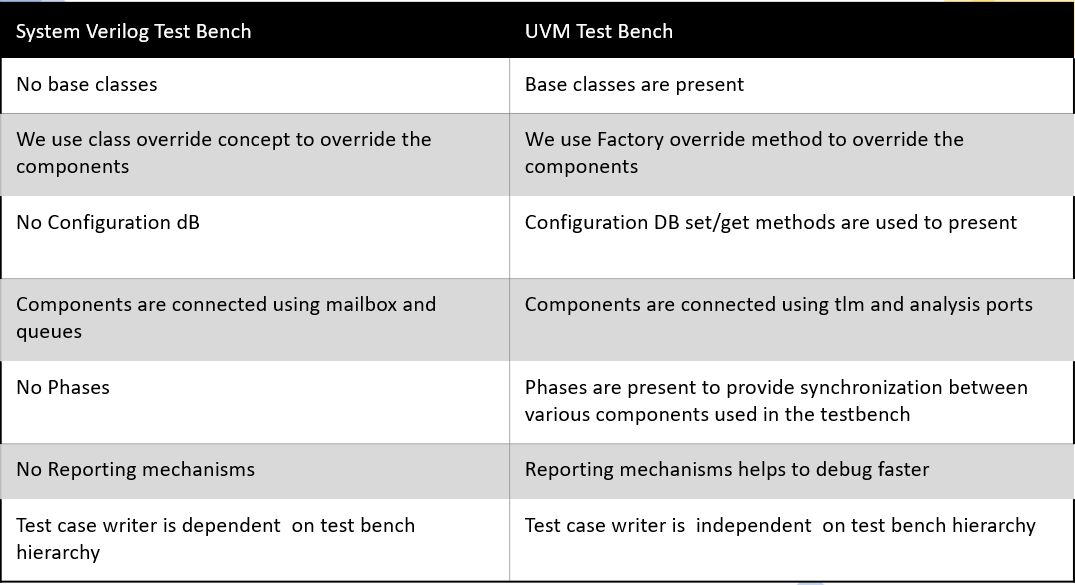 System Verilog Test Bench
UVM Test Bench
No base classes
Base classes are present
We use class override concept to override the
components
We use Factory override method to override the
components
No Configuration dB
Configuration DB set/get methods are used to present
Components are connected using mailbox and
queues
Components are connected using tlm and analysis ports
No Phases
Phases are present to provide synchronization between
various components used in the testbench
No Reporting mechanisms
Reporting mechanisms helps to debug faster
Test case writer is dependent  on test bench
hierarchy
Test case writer is  independent  on test bench hierarchy